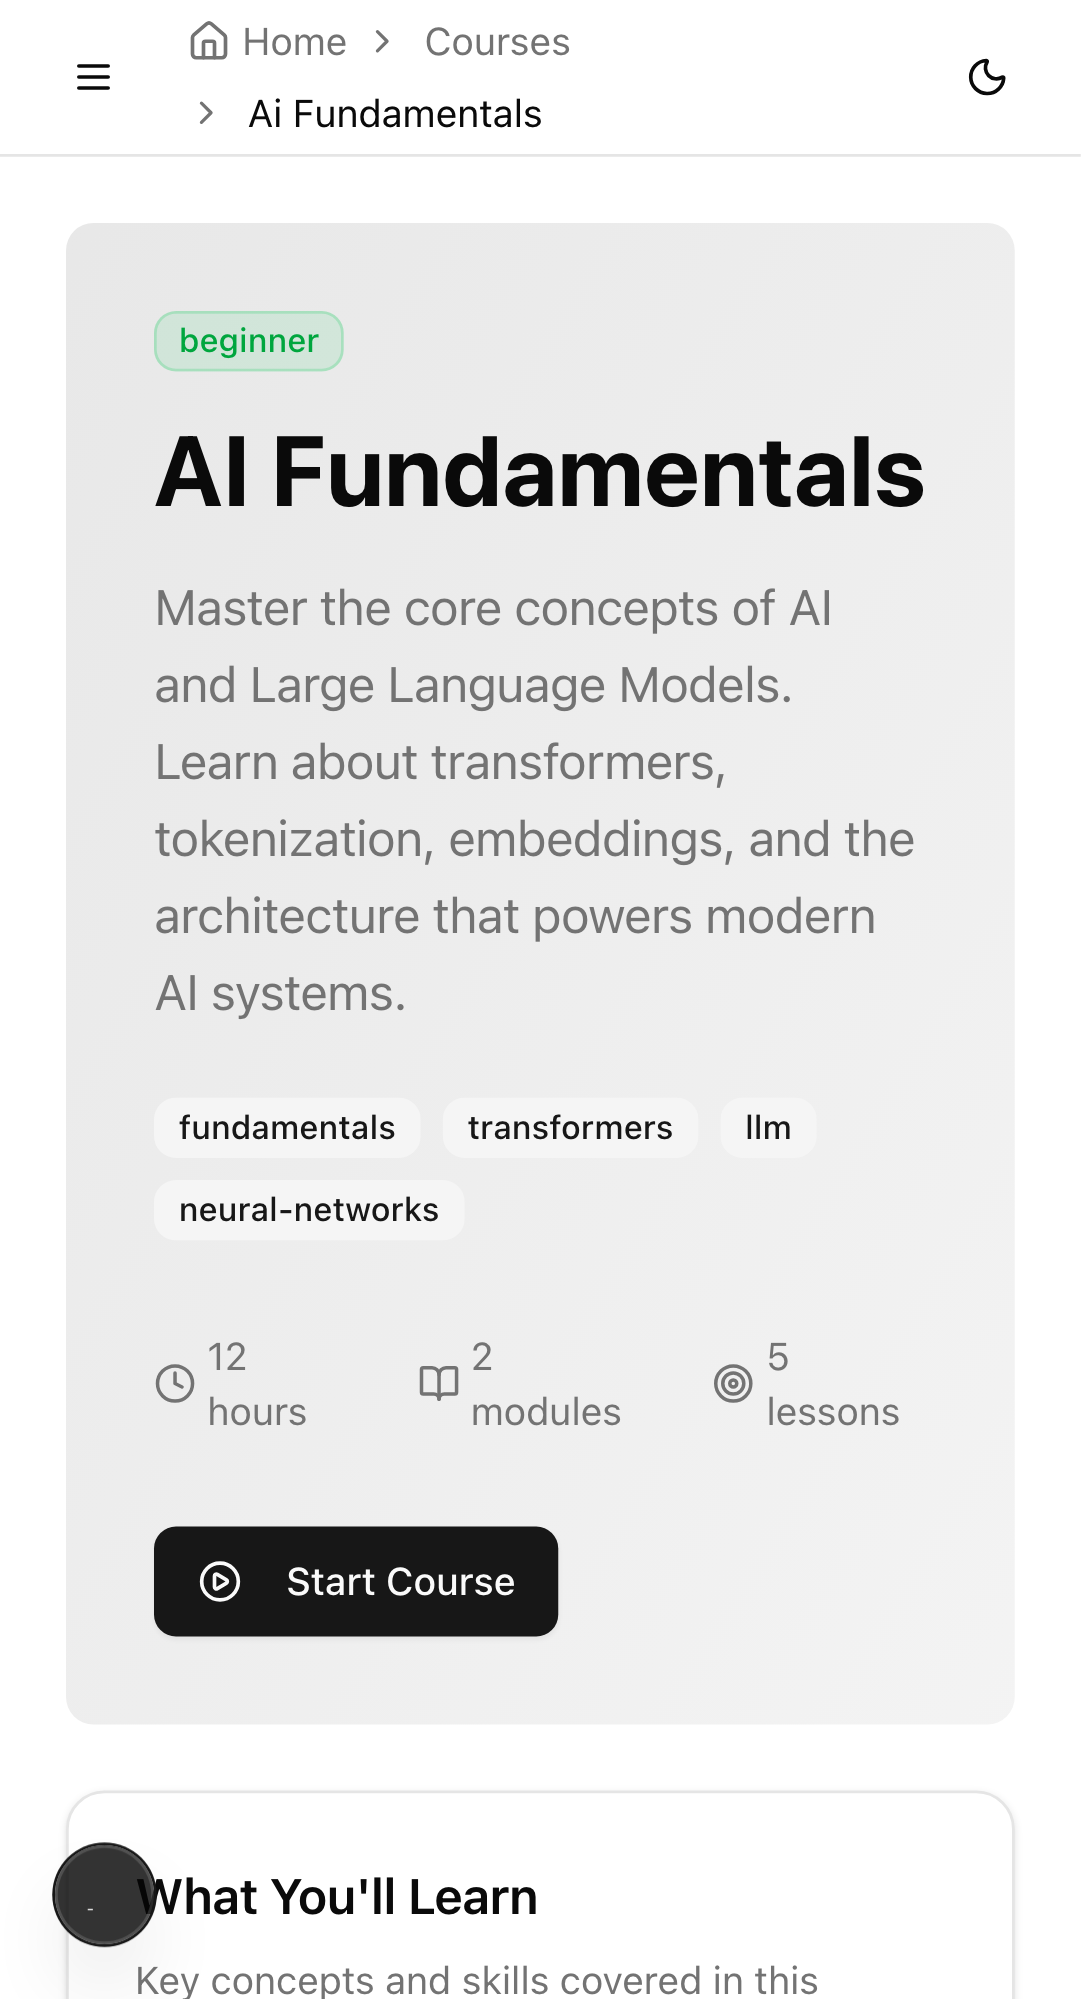 Home > Courses
> Ai Fundamentals
beginner
AI Fundamentals
Master the core concepts of AI
and Large Language Models.
Learn about transformers,
tokenization, embeddings, and the
architecture that powers modern
AI systems.
fundamentals transformers llm
neural-networks
12 hours 2 modules 5 lessons
Start Course
What You'll Learn
Key concepts and skills covered in this